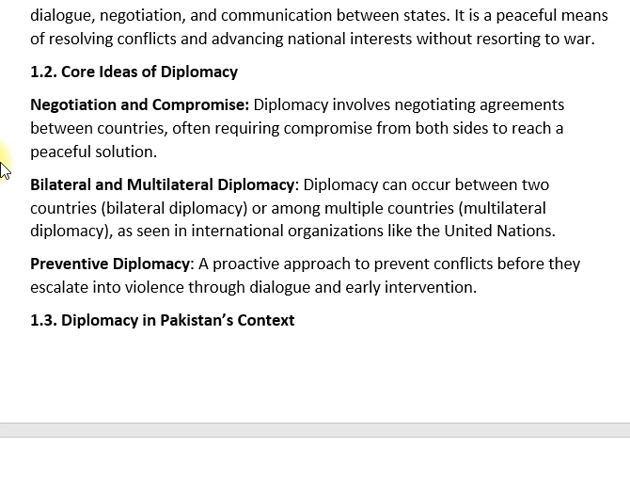 dialogue, negotiation, and communication between states. It is a peaceful means
of resolving conflicts and advancing national interests without resorting to war.
1.2. Core Ideas of Diplomacy
Negotiation and Compromise: Diplomacy involves negotiating agreements
between countries, often requiring compromise from both sides to reach a
peaceful solution.
Bilateral and Multilateral Diplomacy: Diplomacy can occur between two
countries (bilateral diplomacy) or among multiple countries (multilateral
diplomacy), as seen in international organizations like the United Nations.
Preventive Diplomacy: A proactive approach to prevent conflicts before they
escalate into violence through dialogue and early intervention.
1.3. Diplomacy in Pakistan’s Context